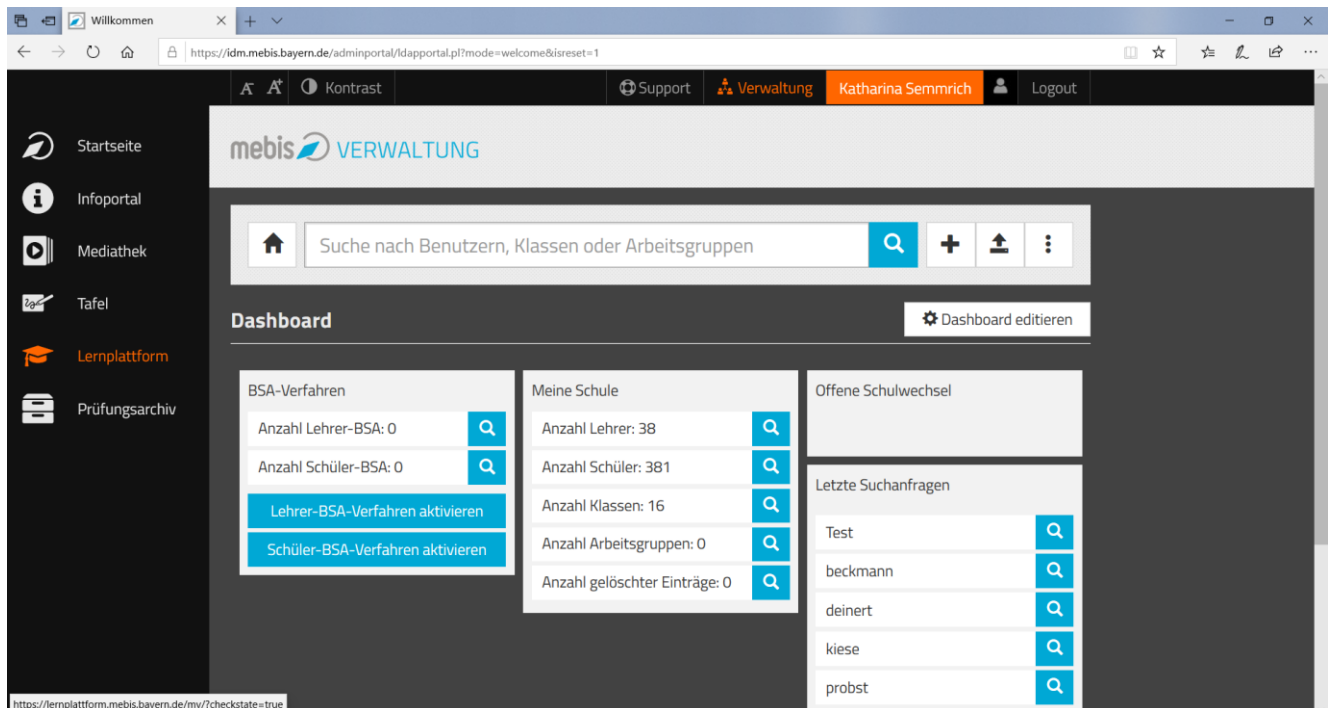 Willkommen
https://idm.mebis.bayern.de/adminportal/ldapportal.pl?mode=welcome&isreset=1
A- A+ Kontrast Support Verwaltung Katharina Semmrich Logout
Startseite
Infoportal
Mediathek
Tafel
Lernplattform
Prüfungsarchiv
mebis VERWALTUNG
Suche nach Benutzern, Klassen oder Arbeitsgruppen
Dashboard
Dashboard editieren
BSA-Verfahren
Anzahl Lehrer-BSA: 0
Anzahl Schüler-BSA: 0
Lehrer-BSA-Verfahren aktivieren
Schüler-BSA-Verfahren aktivieren
Meine Schule
Anzahl Lehrer: 38
Anzahl Schüler: 381
Anzahl Klassen: 16
Anzahl Arbeitsgruppen: 0
Anzahl gelöschter Einträge: 0
Offene Schulwechsel
Letzte Suchanfragen
Test
beckmann
deinert
kiese
probst
https://lernplattform.mebis.bayern.de/my/?checkstate=true